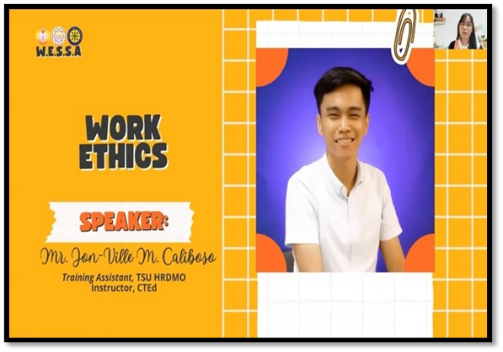 W.E.S.S.A
WORK
ETHICS
SPEAKER:
Mr. Jon-Ville M. Caliboso
Training Assistant, TSU HRDMO
Instructor, CTEd